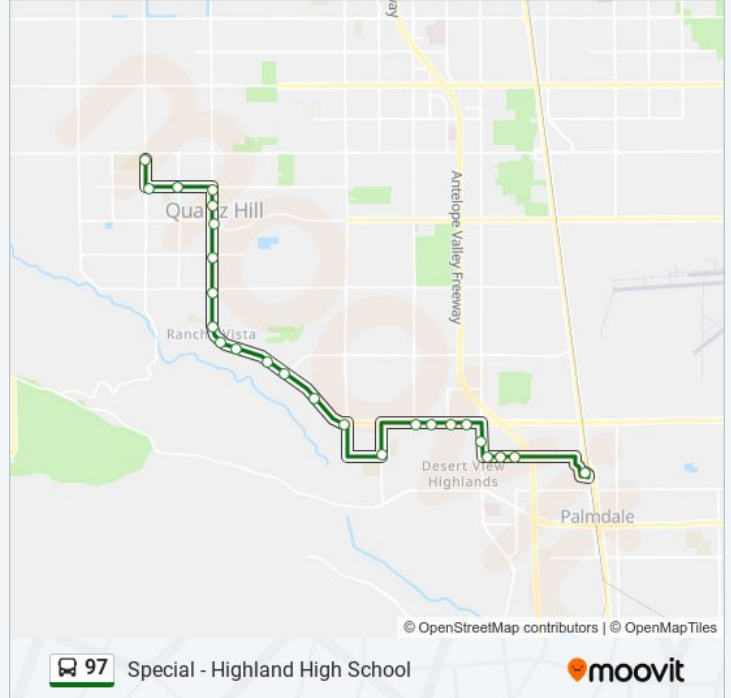 way
Antelope Valley Freeway
Quartz Hill
Rancho Vista
Desert View
Highlands
Palmdale
© OpenStreetMap contributors | © OpenMapTiles
97 Special - Highland High School
moovit